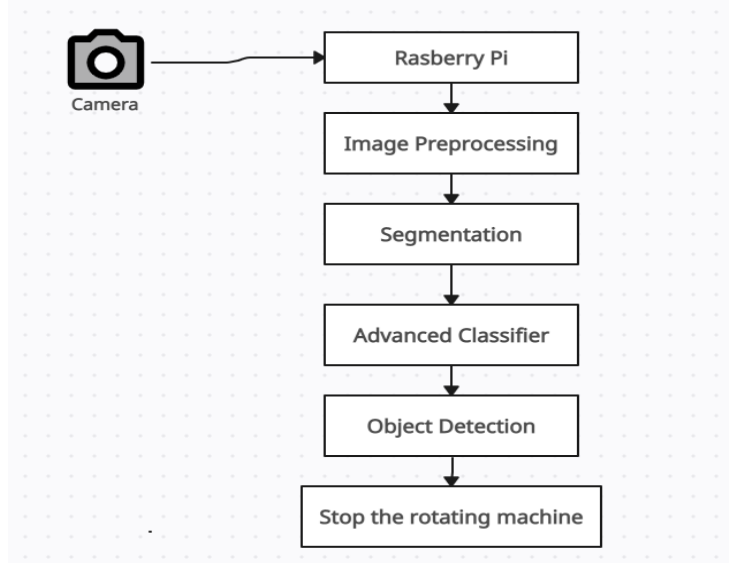 Camera
Rasberry Pi
Image Preprocessing
Segmentation
Advanced Classifier
Object Detection
Stop the rotating machine